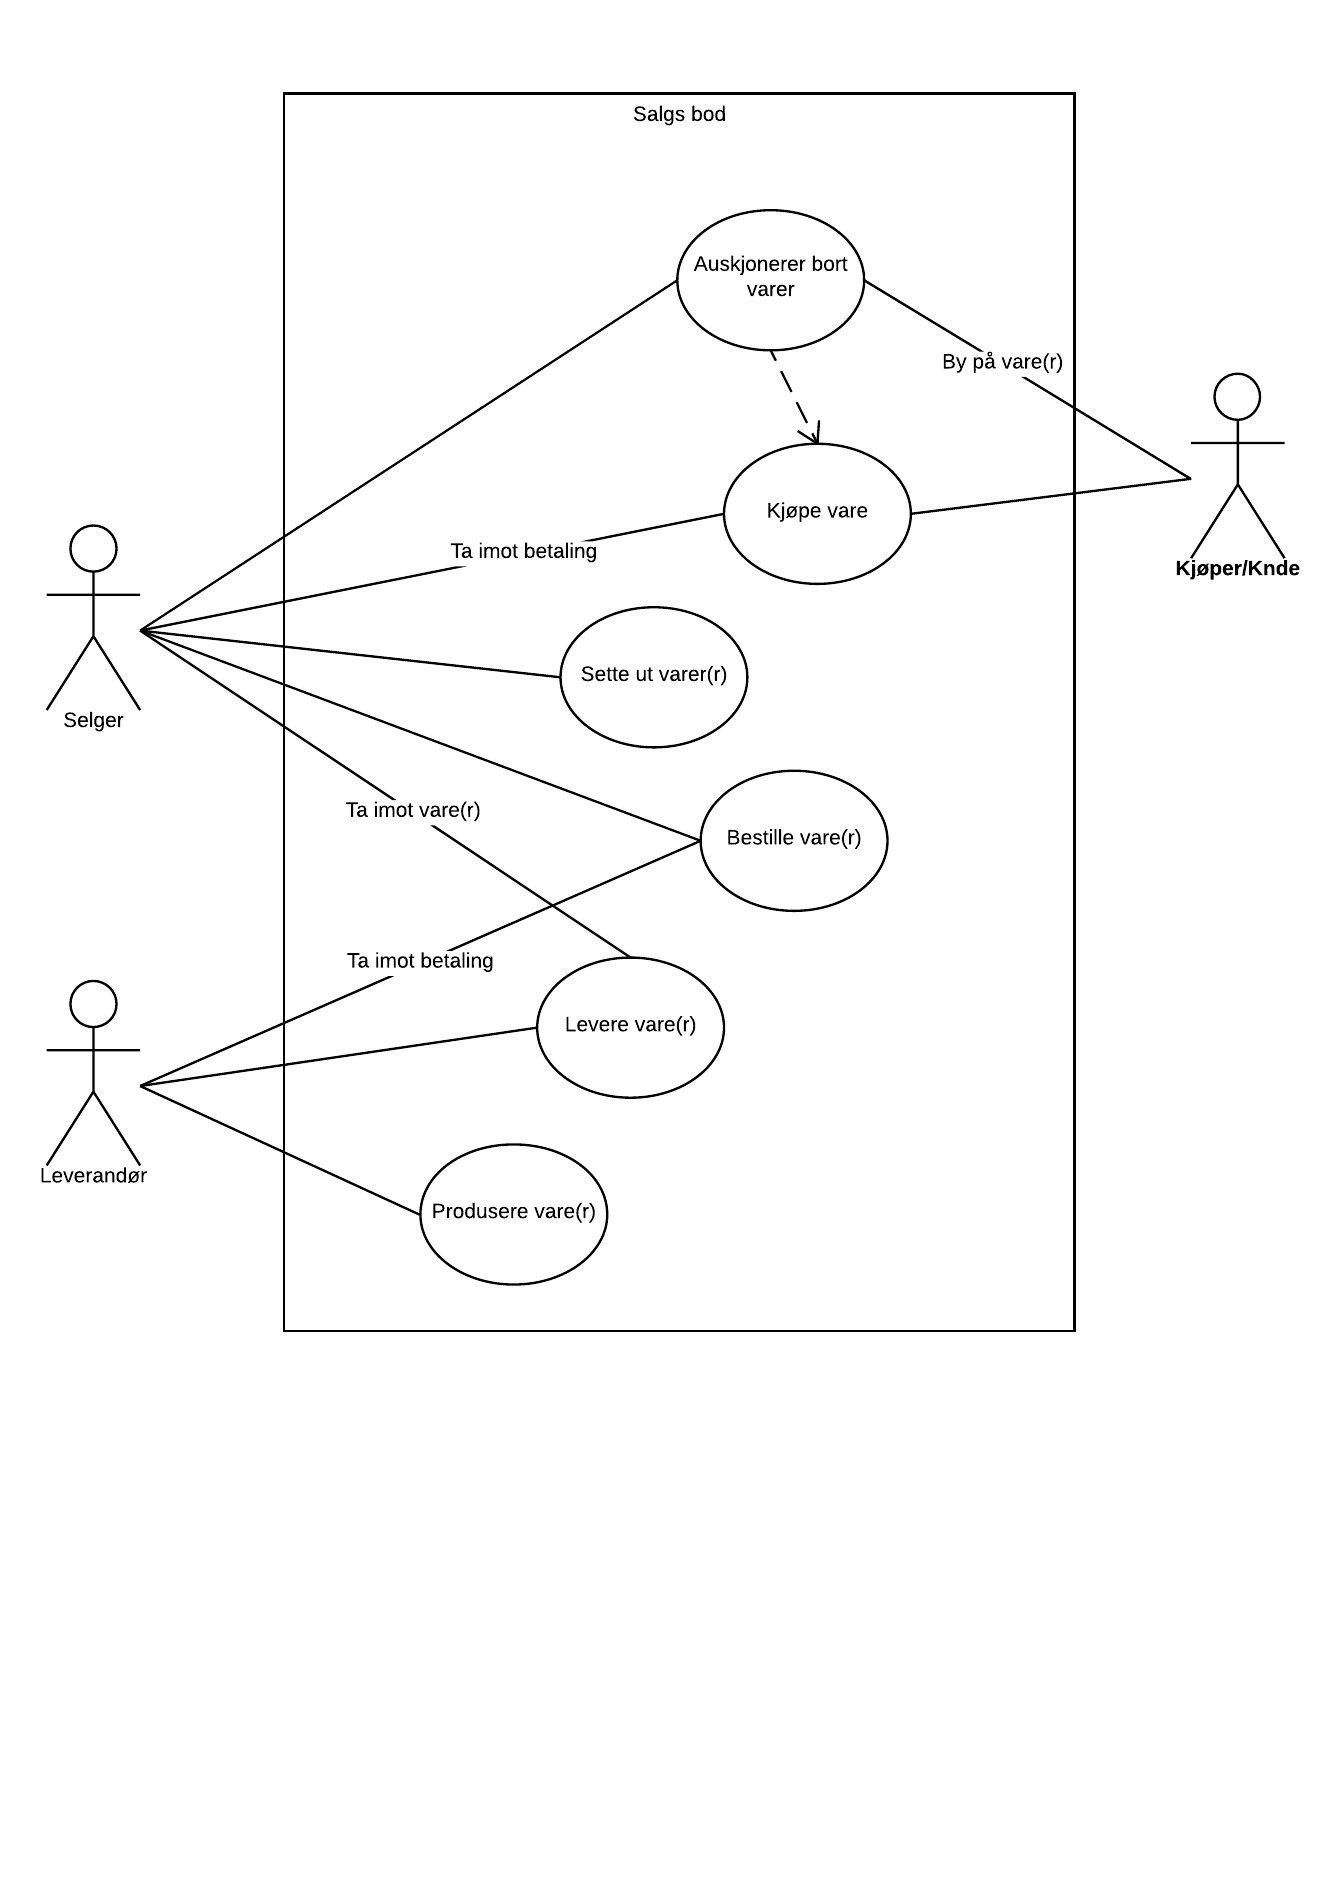 Salgs bod
Auskjonerer bort
varer
By på vare(r)
Kjøpe vare
Ta imot betaling
Kjøper/Knde
Sette ut varer(r)
Selger
Ta imot vare(r)
Bestille vare(r)
Ta imot betaling
Levere vare(r)
Leverandør
Produsere vare(r)